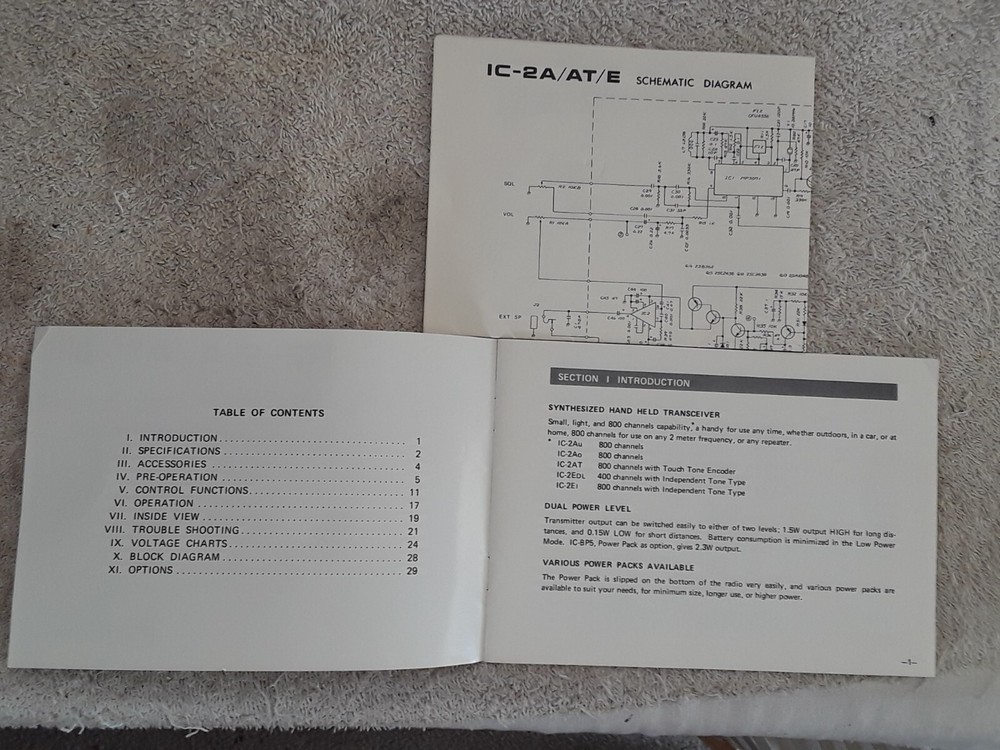 IC-2A/AT/E SCHEMATIC DIAGRAM
SQL
VOL
EXT SP
TABLE OF CONTENTS
I. INTRODUCTION 1
II. SPECIFICATIONS 2
III. ACCESSORIES 4
IV. PRE-OPERATION 5
V. CONTROL FUNCTIONS 11
VI. OPERATION 17
VII. INSIDE VIEW 19
VIII. TROUBLE SHOOTING 21
IX. VOLTAGE CHARTS 24
X. BLOCK DIAGRAM 28
XI. OPTIONS 29
SECTION I INTRODUCTION
SYNTHESIZED HAND HELD TRANSCEIVER
Small, light, and 800 channels capability*, a handy for use any time, whether outdoors, in a car, or at
home, 800 channels for use on any 2 meter frequency, or any repeater.
* IC-2AU 800 channels
IC-2AO 800 channels
IC-2AT 800 channels with Touch Tone Encoder
IC-2EDL 400 channels with Independent Tone Type
IC-2EI 800 channels with Independent Tone Type
DUAL POWER LEVEL
Transmitter output can be switched easily to either of two levels; 1.5W output HIGH for long dis-
tances, and 0.15W LOW for short distances. Battery consumption is minimized in the Low Power
Mode. IC-BP5, Power Pack as option, gives 2.3W output.
VARIOUS POWER PACKS AVAILABLE
The Power Pack is slipped on the bottom of the radio very easily, and various power packs are
available to suit your needs, for minimum size, longer use, or higher power.
–1–